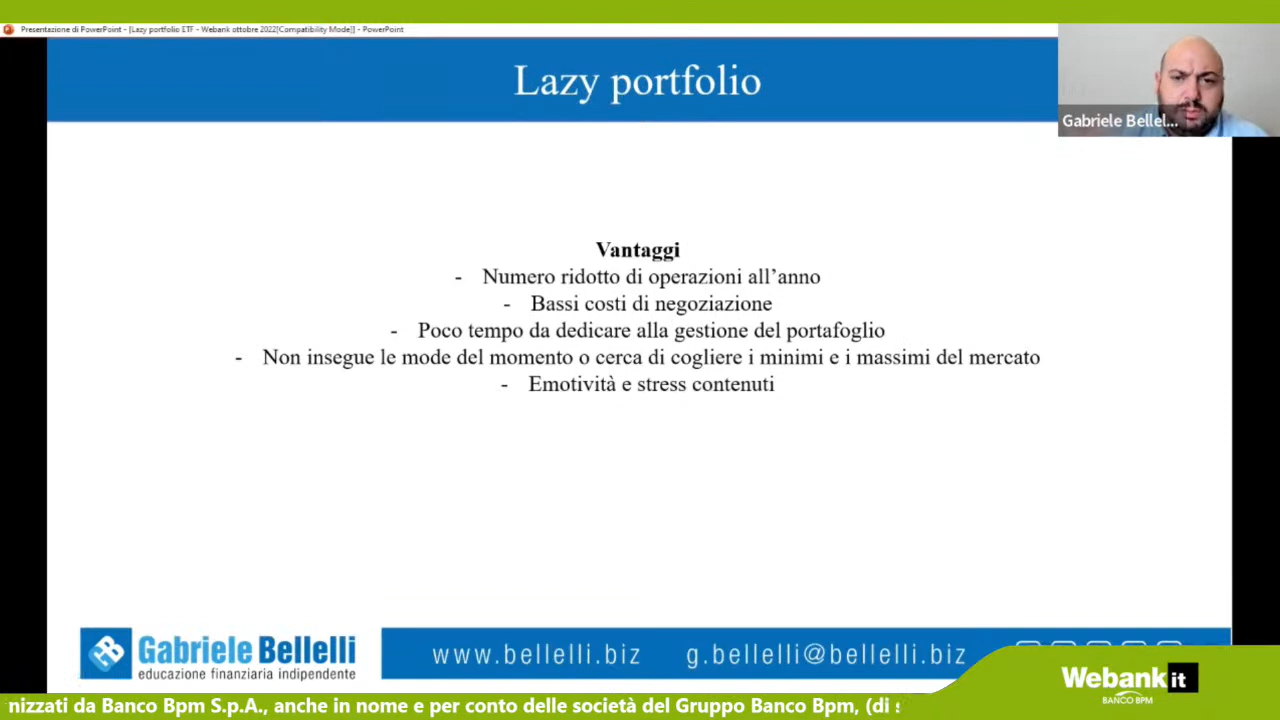 Presentazione di PowerPoint - [Lazy portfolio ETF - Webank ottobre 2022[Compatibility Mode]] - PowerPoint
Lazy portfolio
Gabriele Bellel...
Vantaggi
- Numero ridotto di operazioni all’anno
- Bassi costi di negoziazione
- Poco tempo da dedicare alla gestione del portafoglio
- Non insegue le mode del momento o cerca di cogliere i minimi e i massimi del mercato
- Emotività e stress contenuti
Gabriele Bellelli
educazione finanziaria indipendente
www.bellelli.biz g.bellelli@bellelli.biz
Webank it
BANCO BPM
nizzati da Banco Bpm S.p.A., anche in nome e per conto delle società del Gruppo Banco Bpm, (di s